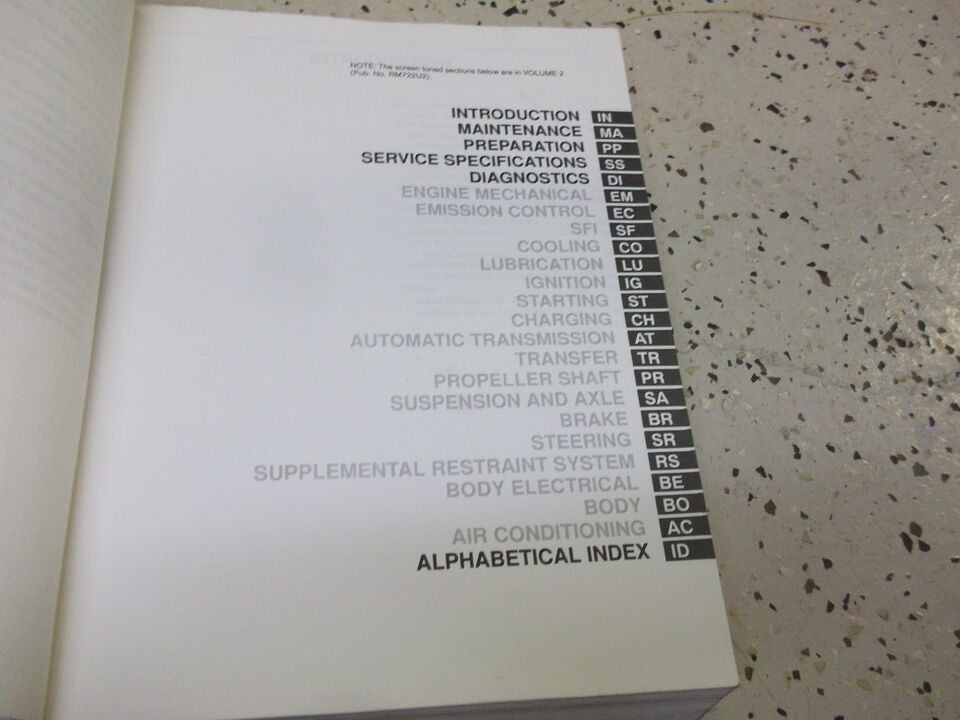 NOTE: The screen toned sections below are in VOLUME 2
(Pub. No. RM722U2).
INTRODUCTION IN
MAINTENANCE MA
PREPARATION PP
SERVICE SPECIFICATIONS SS
DIAGNOSTICS DI
ENGINE MECHANICAL EM
EMISSION CONTROL EC
SFI SF
COOLING CO
LUBRICATION LU
IGNITION IG
STARTING ST
CHARGING CH
AUTOMATIC TRANSMISSION AT
TRANSFER TR
PROPELLER SHAFT PR
SUSPENSION AND AXLE SA
BRAKE BR
STEERING SR
SUPPLEMENTAL RESTRAINT SYSTEM RS
BODY ELECTRICAL BE
BODY BO
AIR CONDITIONING AC
ALPHABETICAL INDEX ID